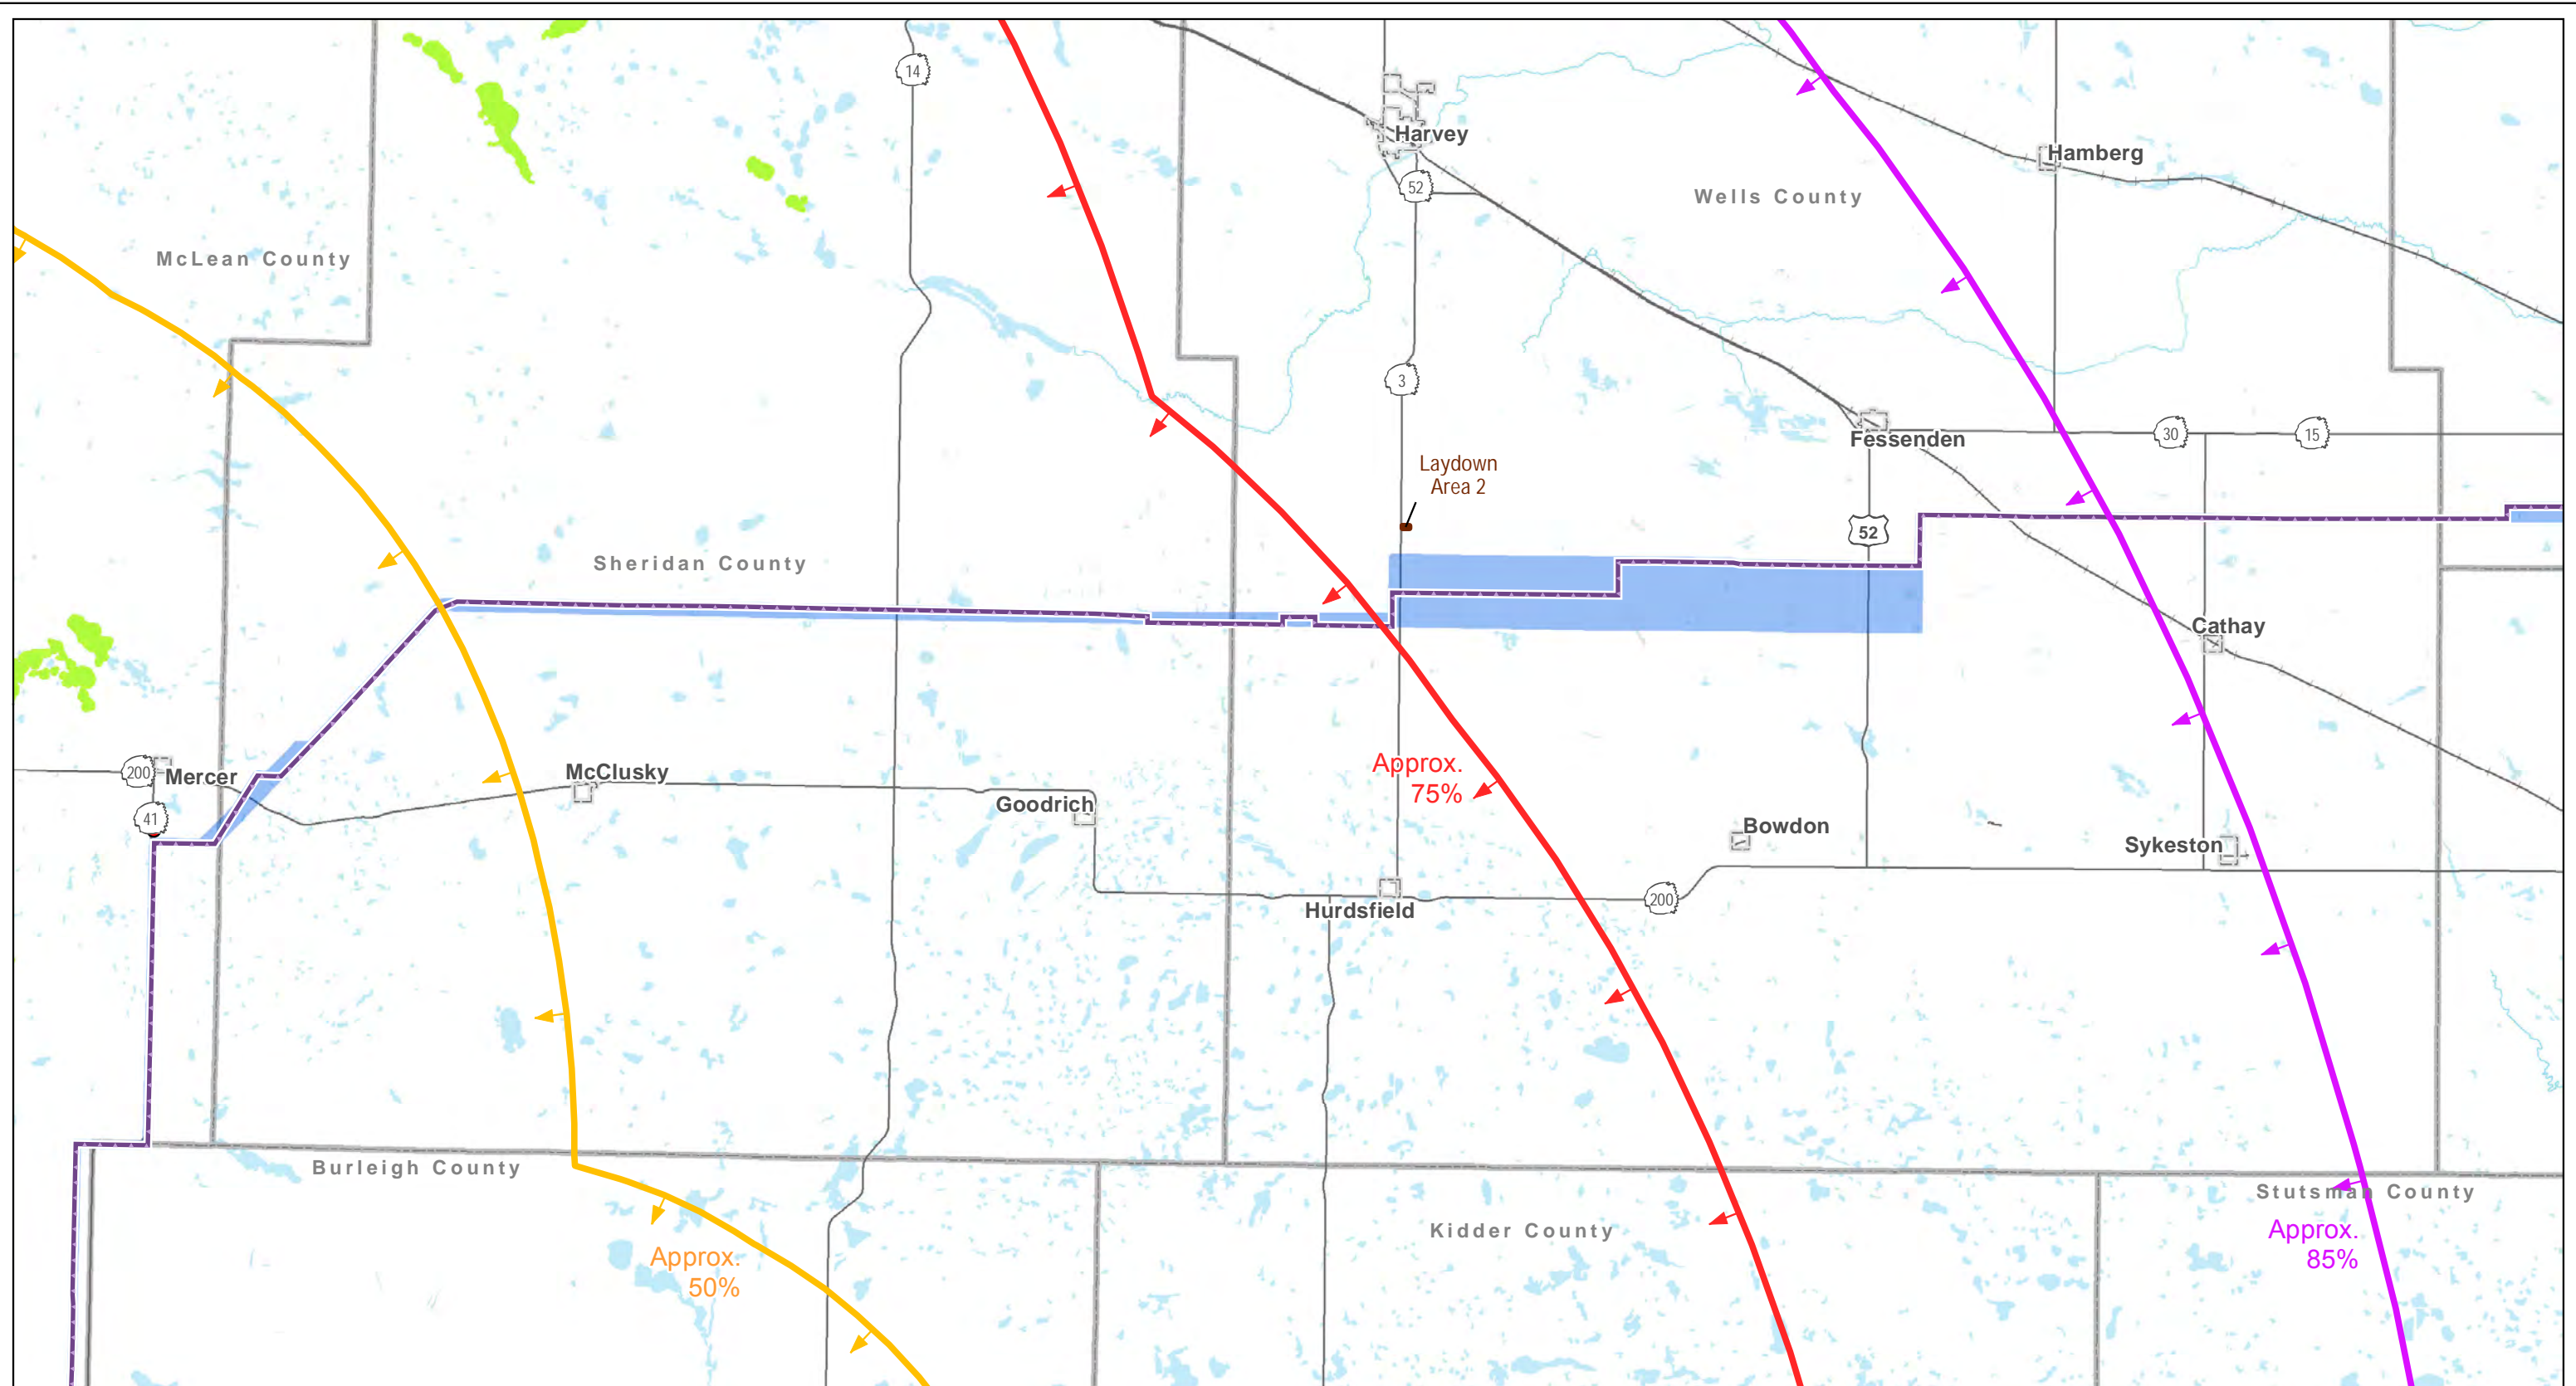 14
Harvey
Hamberg
52
Wells County
McLean County
3
30
15
Fessenden
Laydown
Area 2
52
Sheridan County
Cathay
Approx.
75%
200
Mercer
McClusky
Goodrich
41
Bowdon
Sykeston
200
Hurdsfield
Burleigh County
Stutsman County
Kidder County
Approx.
85%
Approx.
50%